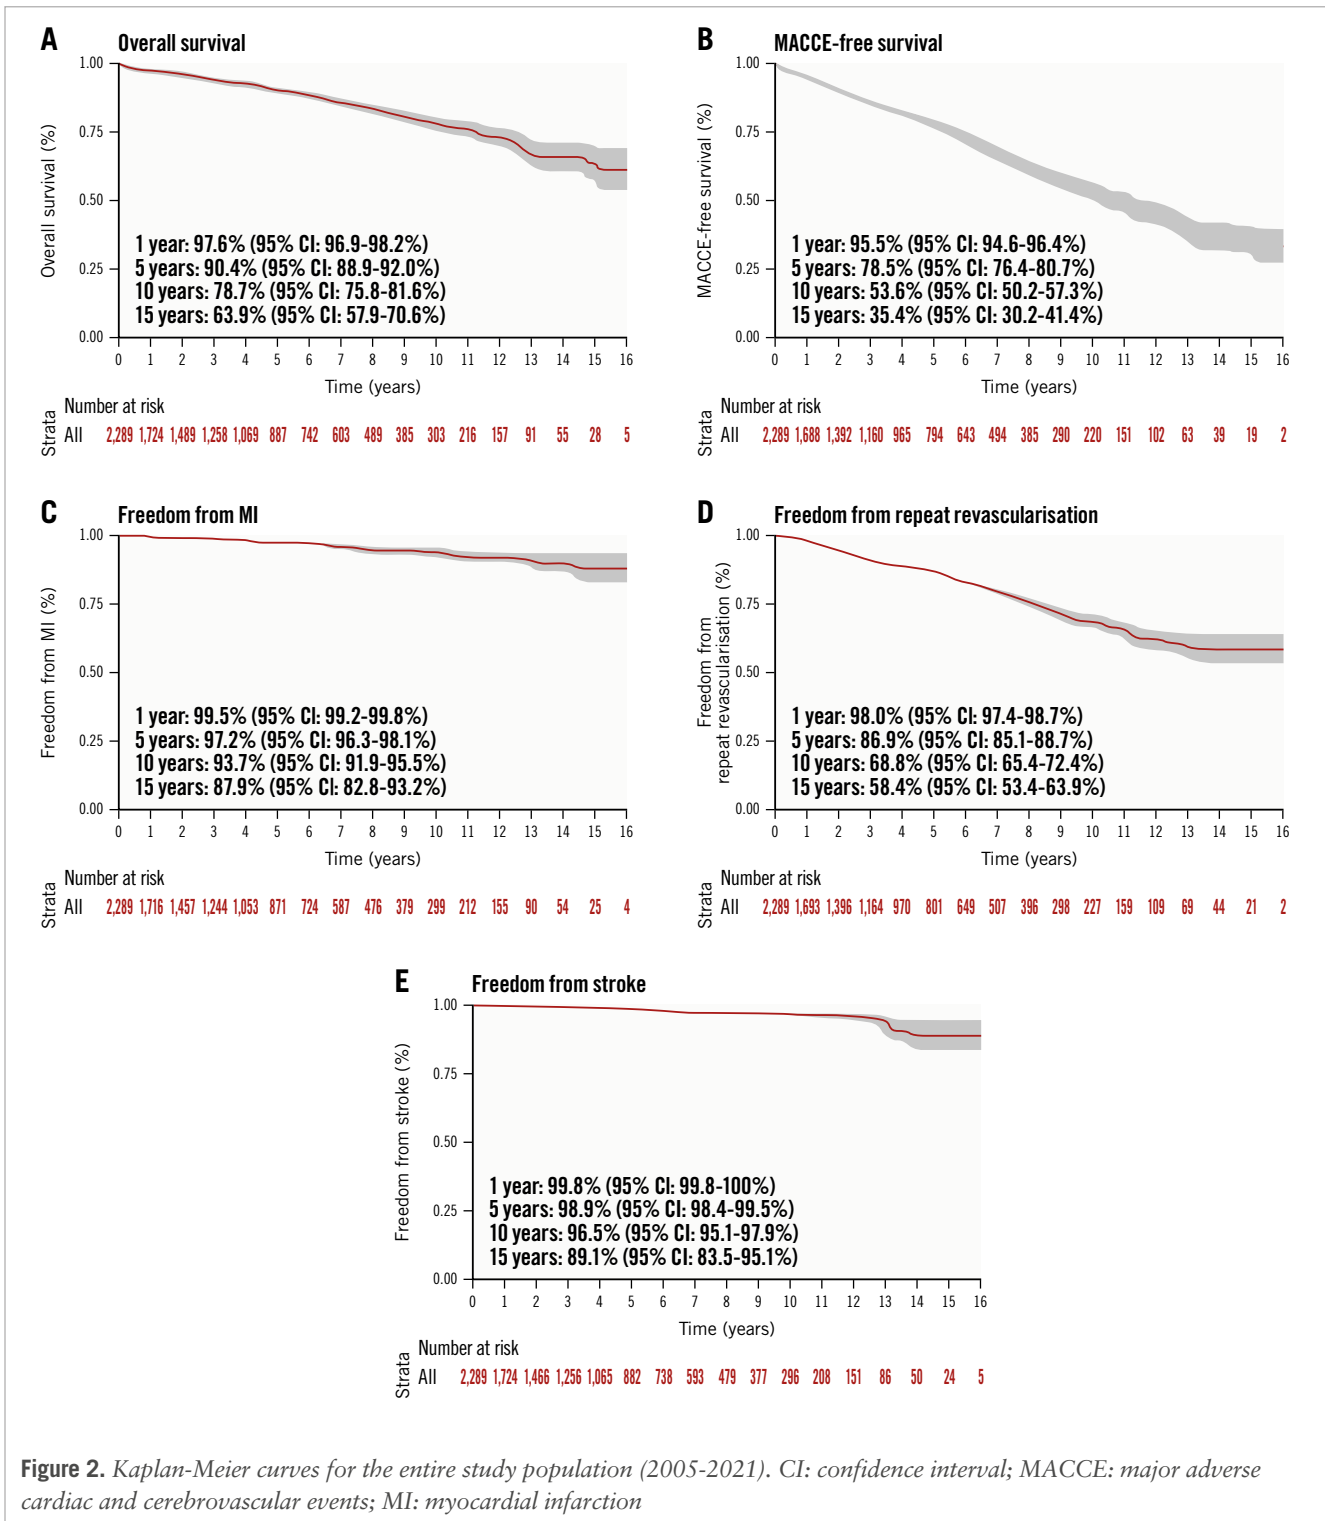 A Overall survival
Overall survival (%)
1.00
0.75
0.50
0.25
0.00
1 year: 97.6% (95% CI: 96.9-98.2%)
5 years: 90.4% (95% CI: 88.9-92.0%)
10 years: 78.7% (95% CI: 75.8-81.6%)
15 years: 63.9% (95% CI: 57.9-70.6%)
0 1 2 3 4 5 6 7 8 9 10 11 12 13 14 15 16
Time (years)
Number at risk
Strata
All 2,289 1,724 1,489 1,258 1,069 887 742 603 489 385 303 216 157 91 55 28 5
B MACCE-free survival
MACCE-free survival (%)
1.00
0.75
0.50
0.25
0.00
1 year: 95.5% (95% CI: 94.6-96.4%)
5 years: 78.5% (95% CI: 76.4-80.7%)
10 years: 53.6% (95% CI: 50.2-57.3%)
15 years: 35.4% (95% CI: 30.2-41.4%)
0 1 2 3 4 5 6 7 8 9 10 11 12 13 14 15 16
Time (years)
Number at risk
Strata
All 2,289 1,688 1,392 1,160 965 794 643 494 385 290 220 151 102 63 39 19 2
C Freedom from MI
Freedom from MI (%)
1.00
0.75
0.50
0.25
0.00
1 year: 99.5% (95% CI: 99.2-99.8%)
5 years: 97.2% (95% CI: 96.3-98.1%)
10 years: 93.7% (95% CI: 91.9-95.5%)
15 years: 87.9% (95% CI: 82.8-93.2%)
0 1 2 3 4 5 6 7 8 9 10 11 12 13 14 15 16
Time (years)
Number at risk
Strata
All 2,289 1,716 1,457 1,244 1,053 871 724 587 476 379 299 212 155 90 54 25 4
D Freedom from repeat revascularisation
Freedom from
repeat revascularisation (%)
1.00
0.75
0.50
0.25
0.00
1 year: 98.0% (95% CI: 97.4-98.7%)
5 years: 86.9% (95% CI: 85.1-88.7%)
10 years: 68.8% (95% CI: 65.4-72.4%)
15 years: 58.4% (95% CI: 53.4-63.9%)
0 1 2 3 4 5 6 7 8 9 10 11 12 13 14 15 16
Time (years)
Number at risk
Strata
All 2,289 1,693 1,396 1,164 970 801 649 507 396 298 227 159 109 69 44 21 2
E Freedom from stroke
Freedom from stroke (%)
1.00
0.75
0.50
0.25
0.00
1 year: 99.8% (95% CI: 99.8-100%)
5 years: 98.9% (95% CI: 98.4-99.5%)
10 years: 96.5% (95% CI: 95.1-97.9%)
15 years: 89.1% (95% CI: 83.5-95.1%)
0 1 2 3 4 5 6 7 8 9 10 11 12 13 14 15 16
Time (years)
Number at risk
Strata
All 2,289 1,724 1,466 1,256 1,065 882 738 593 479 377 296 208 151 86 50 24 5
Figure 2. Kaplan-Meier curves for the entire study population (2005-2021). CI: confidence interval; MACCE: major adverse
cardiac and cerebrovascular events; MI: myocardial infarction